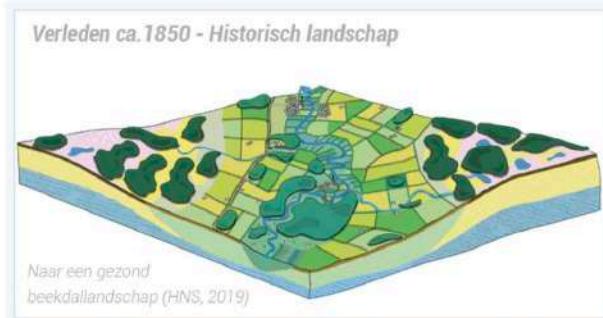 Verleden ca.1850 - Historisch landschap
Naar een gezond
beekdallandschap (HNS, 2019)